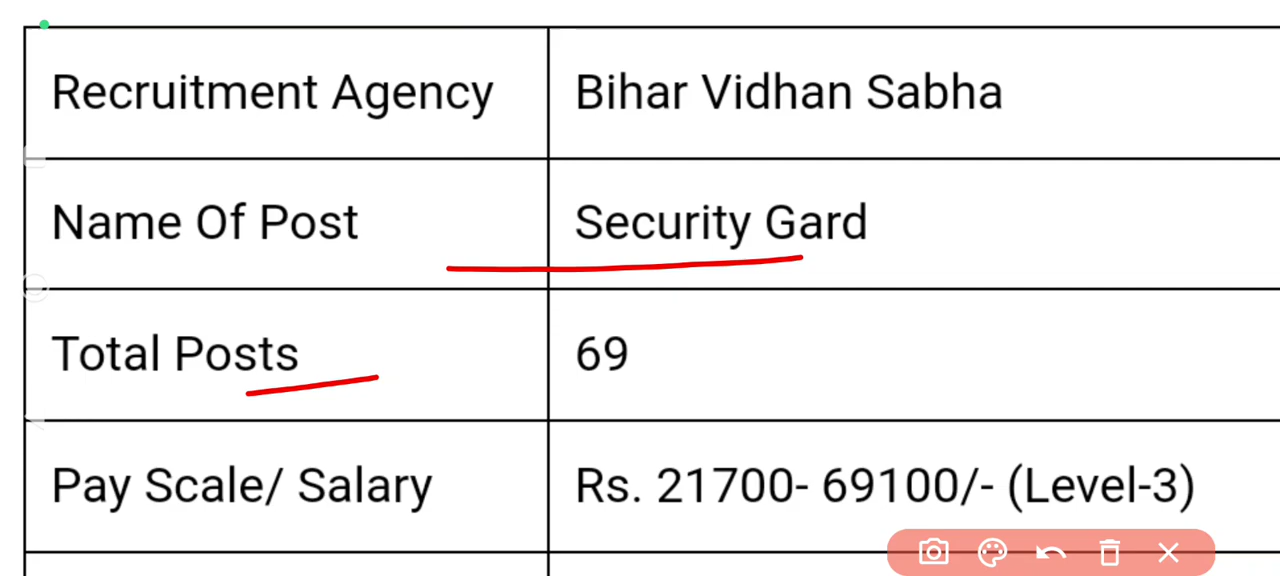 Recruitment Agency Bihar Vidhan Sabha
Name Of Post Security Gard
Total Posts 69
Pay Scale/ Salary Rs. 21700- 69100/- (Level-3)